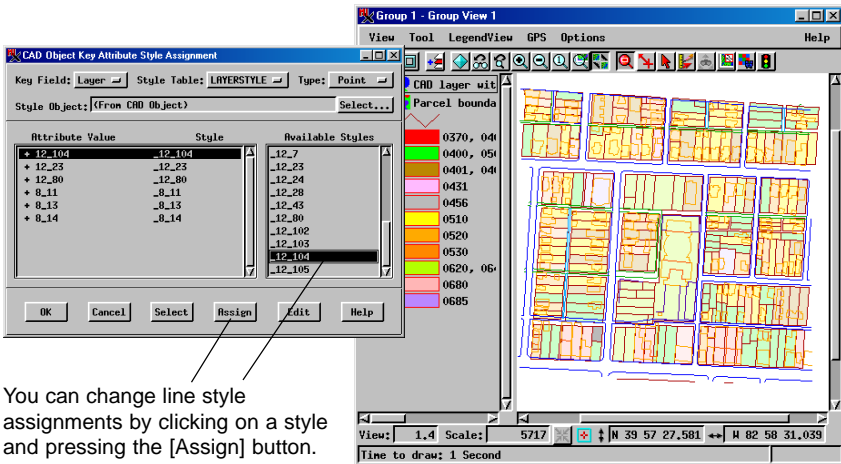 Group 1 - Group View 1
View Tool LegendView GPS Options Help
CAD layer wit
Parcel bounda
0370, 040
0400, 050
0401, 040
0431
0456
0510
0520
0530
0620, 06
0680
0685
View: 1.4 Scale: 5717 N 39 57 27.581 W 82 58 31.039
Time to draw: 1 Second
CAD Object Key Attribute Style Assignment
Key Field: Layer Style Table: LAYERSTYLE Type: Point
Style Object: (From CAD Object) Select...
Attribute Value Style Available Styles
+ 12_104 _12_104
+ 12_23 _12_23
+ 12_80 _12_80
+ 8_11 _8_11
+ 8_13 _8_13
+ 8_14 _8_14
_12_7
_12_23
_12_24
_12_28
_12_43
_12_80
_12_102
_12_103
_12_104
_12_105
OK Cancel Select Assign Edit Help
You can change line style
assignments by clicking on a style
and pressing the [Assign] button.